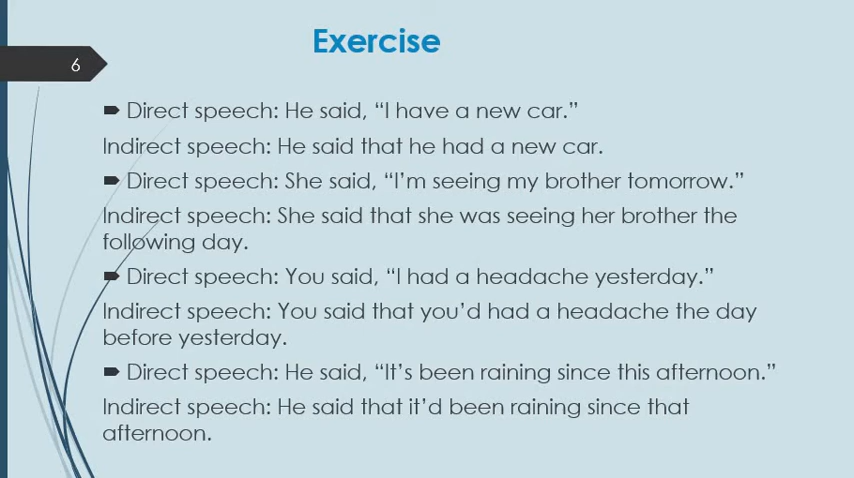 Exercise
6
Direct speech: He said, “I have a new car.”
Indirect speech: He said that he had a new car.
Direct speech: She said, “I’m seeing my brother tomorrow.”
Indirect speech: She said that she was seeing her brother the
following day.
Direct speech: You said, “I had a headache yesterday.”
Indirect speech: You said that you’d had a headache the day
before yesterday.
Direct speech: He said, “It’s been raining since this afternoon.”
Indirect speech: He said that it’d been raining since that
afternoon.